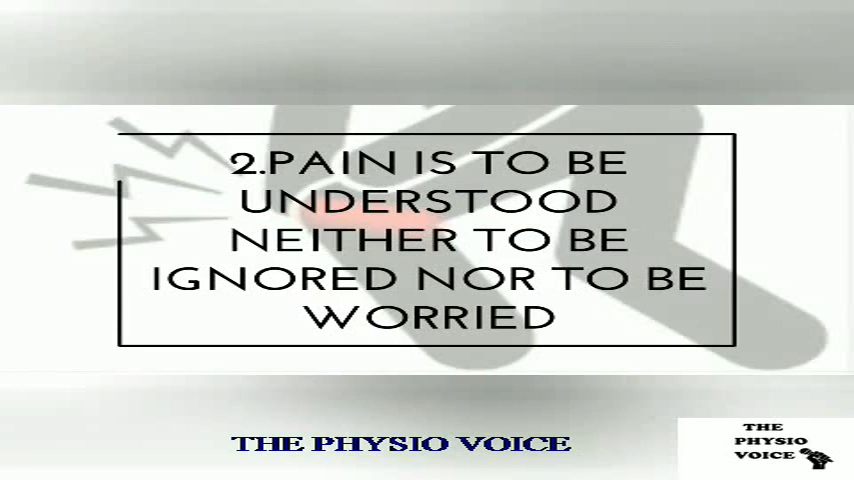 2.PAIN IS TO BE
UNDERSTOOD
NEITHER TO BE
IGNORED NOR TO BE
WORRIED
THE PHYSIO VOICE
THE
PHYSIO
VOICE